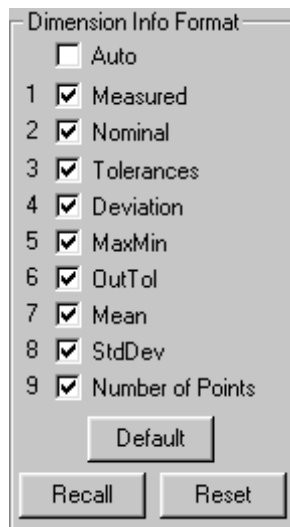 Dimension Info Format
Auto
1 Measured
2 Nominal
3 Tolerances
4 Deviation
5 MaxMin
6 OutTol
7 Mean
8 StdDev
9 Number of Points
Default
Recall Reset